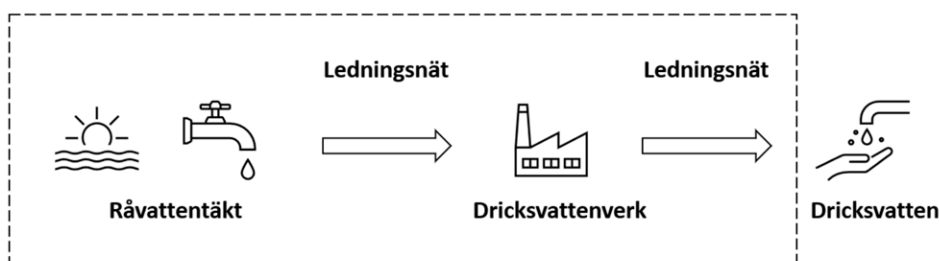 Ledningsnät
Ledningsnät
Råvattentäkt
Dricksvattenverk
Dricksvatten